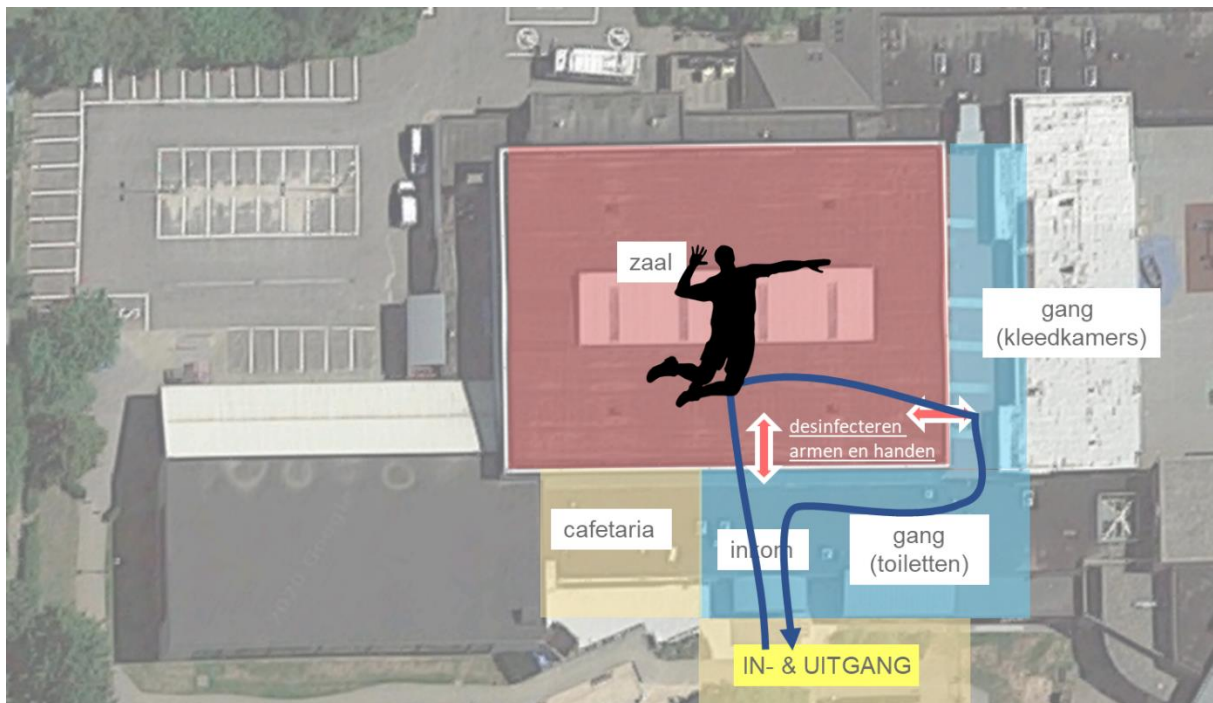 zaal
gang
(kleedkamers)
desinfecteren
armen en handen
cafetaria
inkom
gang
(toiletten)
IN- & UITGANG